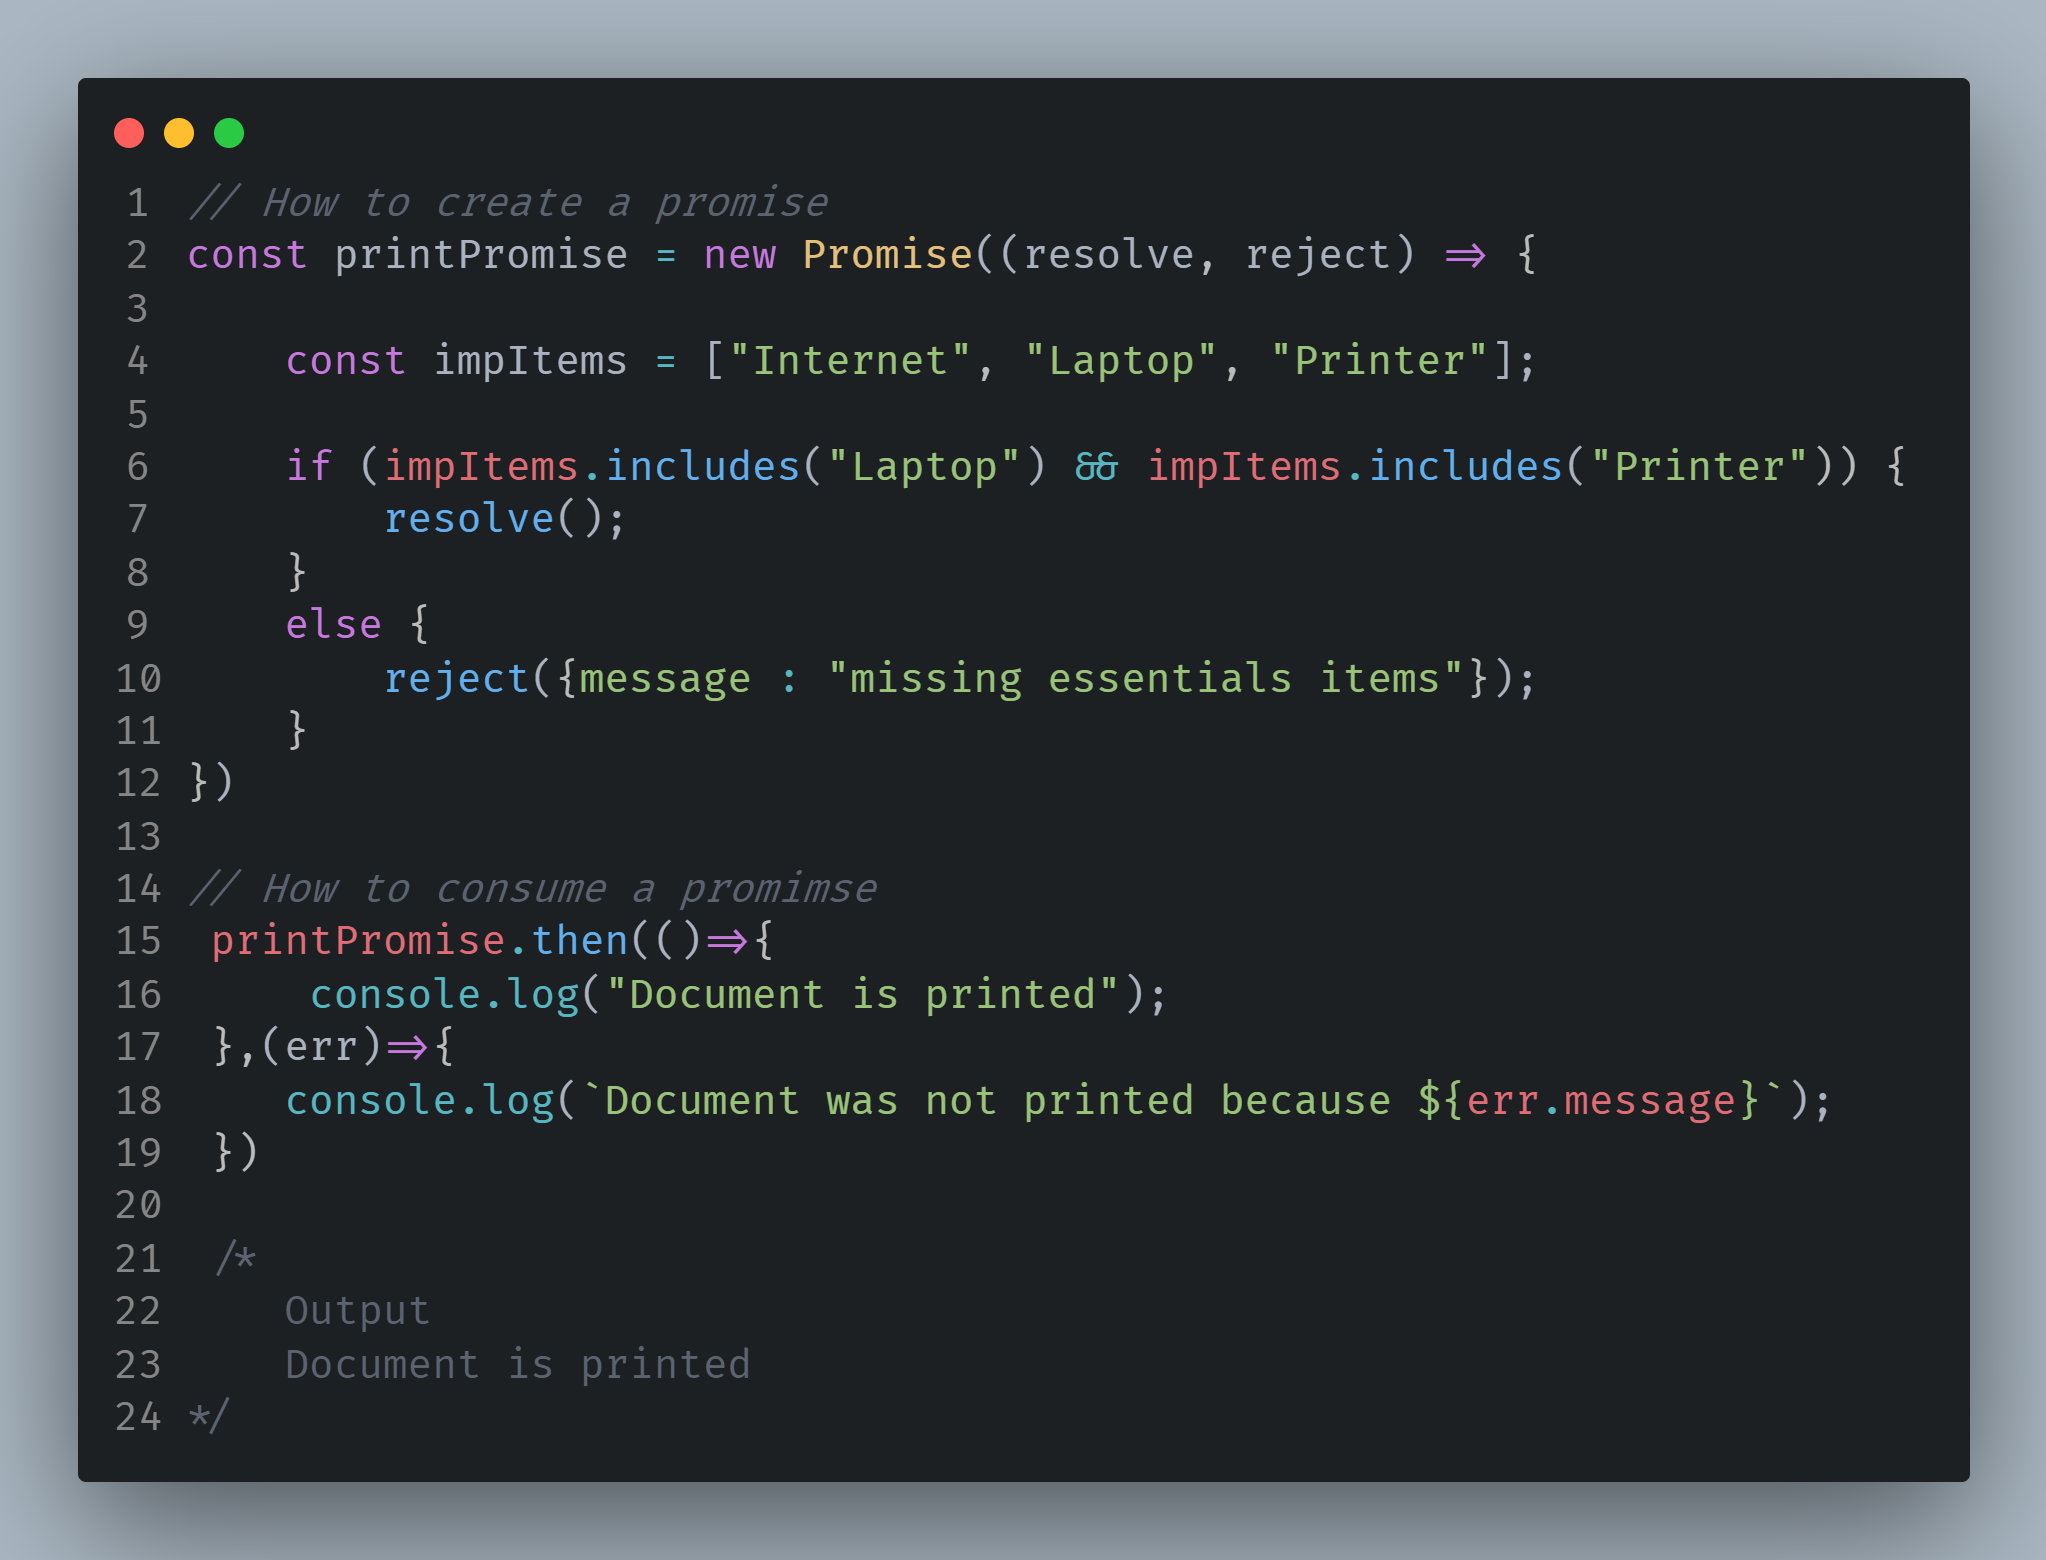 1 // How to create a promise
2 const printPromise = new Promise((resolve, reject) => {
3
4     const impItems = ["Internet", "Laptop", "Printer"];
5
6     if (impItems.includes("Laptop") && impItems.includes("Printer")) {
7         resolve();
8     }
9     else {
10         reject({message : "missing essentials items"});
11     }
12 })
13
14 // How to consume a promimse
15  printPromise.then(()=>{
16      console.log("Document is printed");
17  },(err)=>{
18     console.log(`Document was not printed because ${err.message}`);
19  })
20
21  /*
22     Output
23     Document is printed
24 */